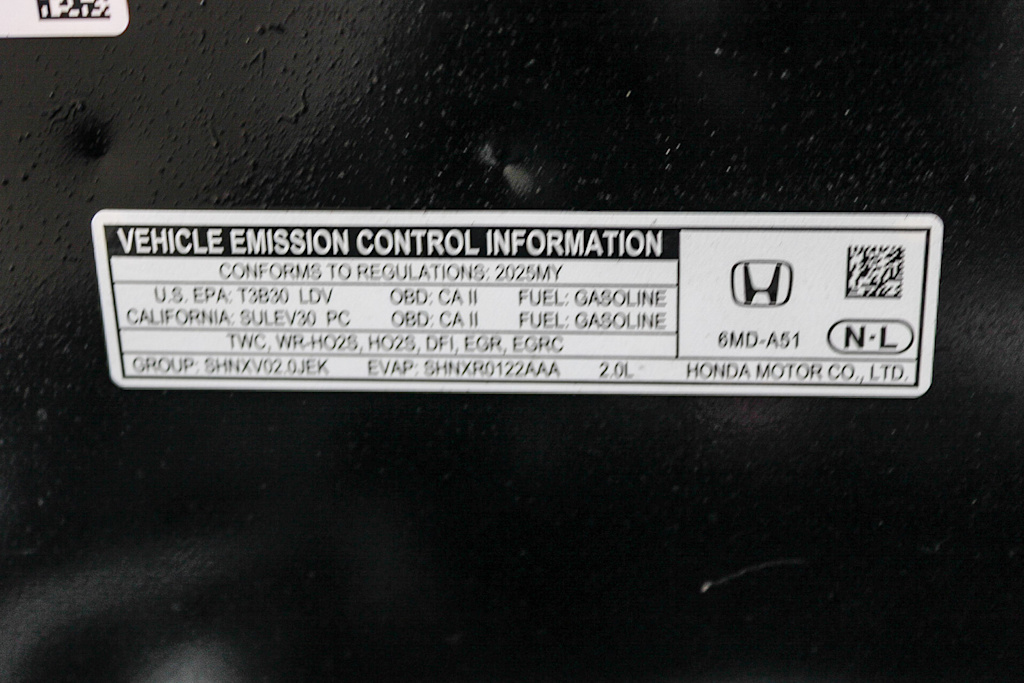 VEHICLE EMISSION CONTROL INFORMATION
CONFORMS TO REGULATIONS: 2025MY
U.S. EPA: T3B30 LDV OBD: CA II FUEL: GASOLINE
CALIFORNIA: SULEV30 PC OBD: CA II FUEL: GASOLINE
TWC, WR-HO2S, HO2S, DFI, EGR, EGRC
GROUP: SHNXV02.0JEK EVAP: SHNXR0122AAA 2.0L
6MD-A51
N-L
HONDA MOTOR CO., LTD.